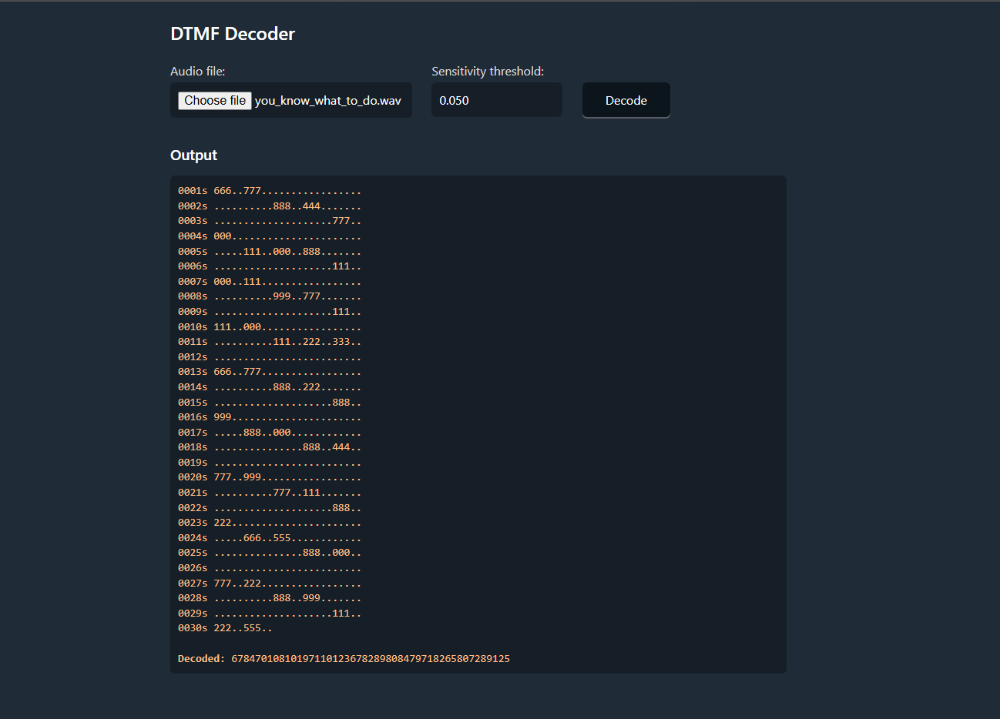 DTMF Decoder
Audio file:
Sensitivity threshold:
Choose file you_know_what_to_do.wav
0.050
Decode
Output
0001s 666..777.................
0002s ..........888..444.......
0003s ....................777..
0004s 000......................
0005s .....111..000..888.......
0006s ....................111..
0007s 000..111.................
0008s ..........999..777.......
0009s ....................111..
0010s 111..000.................
0011s ..........111..222..333..
0012s .........................
0013s 666..777.................
0014s ..........888..222.......
0015s ....................888..
0016s 999......................
0017s .....888..000............
0018s ...............888..444..
0019s .........................
0020s 777..999.................
0021s ..........777..111.......
0022s ....................888..
0023s 222......................
0024s .....666..555............
0025s ...............888..000..
0026s .........................
0027s 777..222.................
0028s ..........888..999.......
0029s ....................111..
0030s 222..555..
Decoded: 67847010810197110123678289808479718265807289125